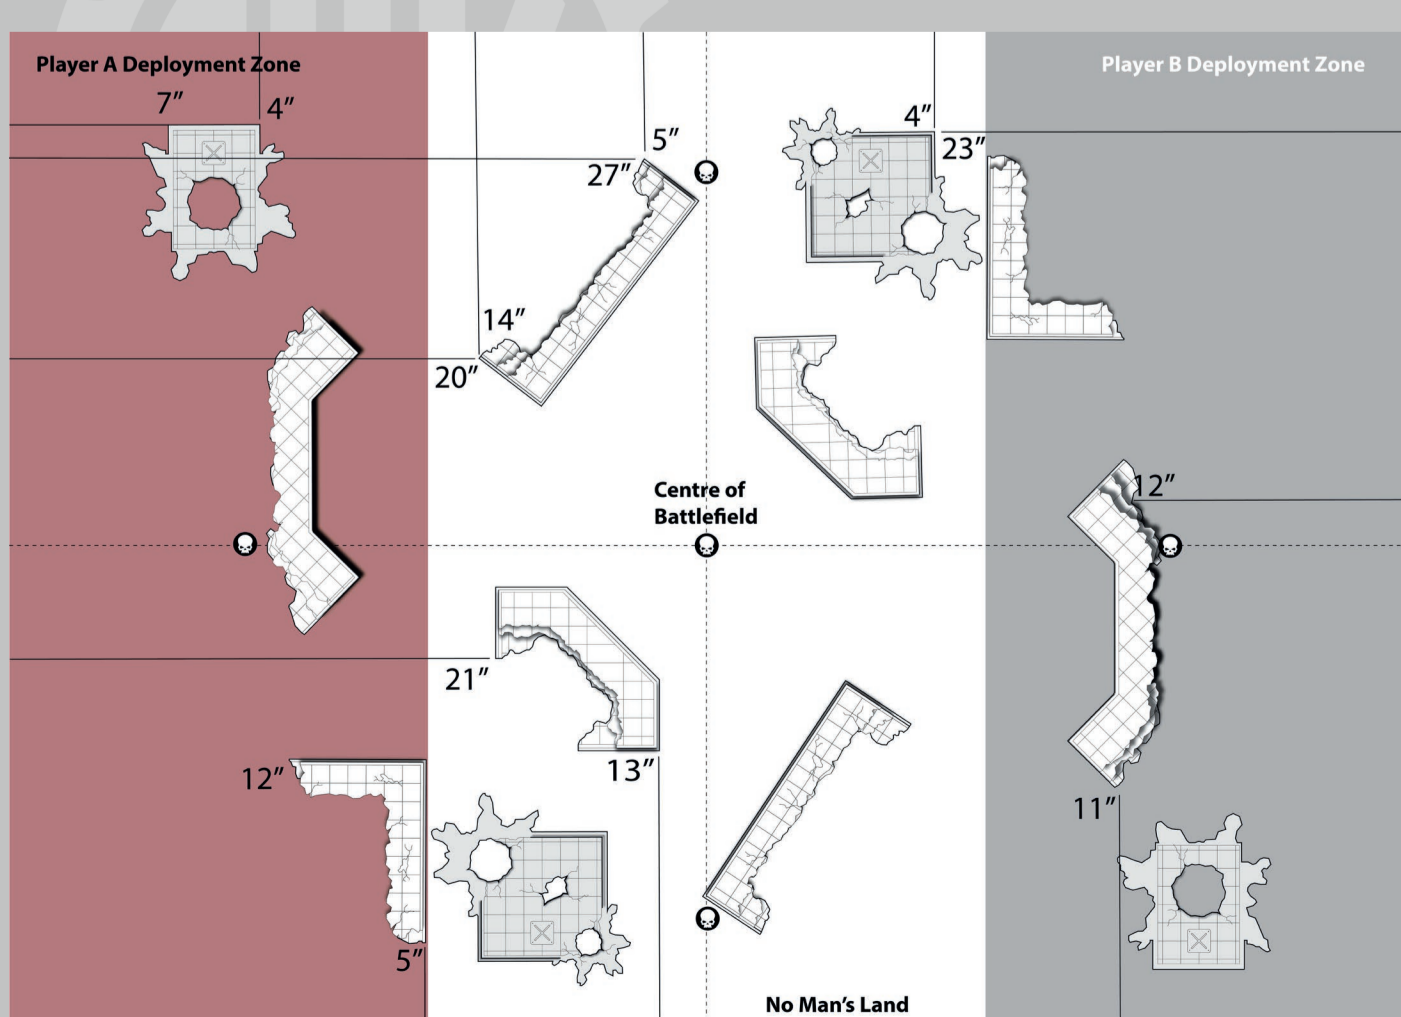 Player A Deployment Zone
Player B Deployment Zone
7”
4”
5”
27”
4”
23”
14”
20”
Centre of
Battlefield
12”
21”
13”
12”
11”
5”
No Man’s Land